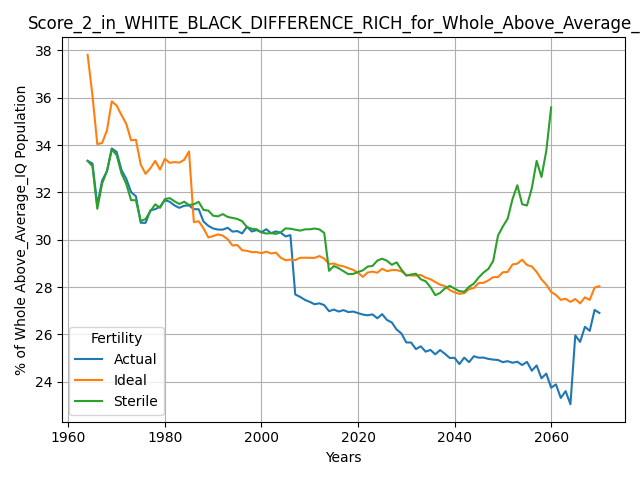 Score_2_in_WHITE_BLACK_DIFFERENCE_RICH_for_Whole_Above_Average_
% of Whole Above_Average_IQ Population
38
36
34
32
30
28
26
24
Fertility
Actual
Ideal
Sterile
1960
1980
2000
2020
2040
2060
Years